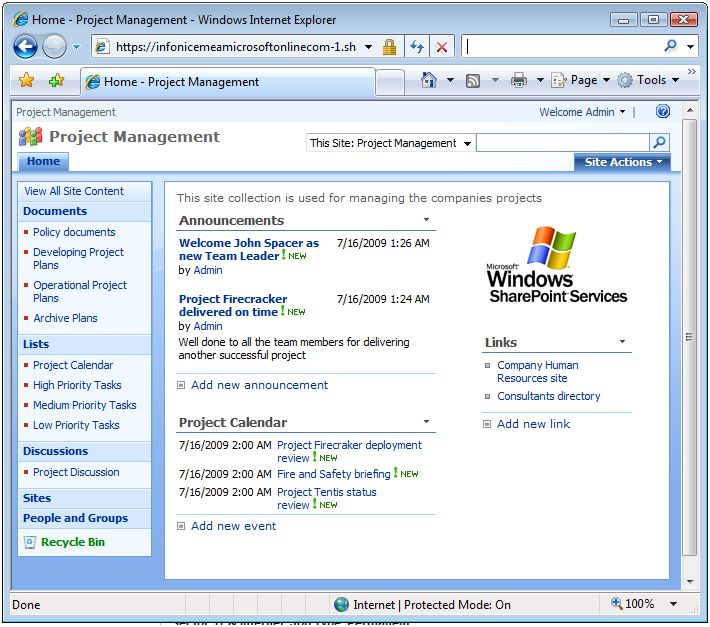 Home - Project Management - Windows Internet Explorer
https://infonicemeamicrosoftonlinecom-1.sh
Home - Project Management
Page
Tools
Project Management
Welcome Admin
Project Management
This Site: Project Management
Home
Site Actions
View All Site Content
Documents
Policy documents
Developing Project
Plans
Operational Project
Plans
Archive Plans
Lists
Project Calendar
High Priority Tasks
Medium Priority Tasks
Low Priority Tasks
Discussions
Project Discussion
Sites
People and Groups
Recycle Bin
This site collection is used for managing the companies projects
Announcements
Welcome John Spacer as 7/16/2009 1:26 AM
new Team Leader ! NEW
by Admin
Project Firecracker 7/16/2009 1:24 AM
delivered on time ! NEW
by Admin
Well done to all the team members for delivering
another successful project
Add new announcement
Project Calendar
7/16/2009 2:00 AM Project Firecraker deployment
review ! NEW
7/16/2009 2:00 AM Fire and Safety briefing ! NEW
7/16/2009 2:00 AM Project Tentis status
review ! NEW
Add new event
Microsoft
Windows
SharePoint Services
Links
Company Human
Resources site
Consultants directory
Add new link
Done
Internet | Protected Mode: On
100%